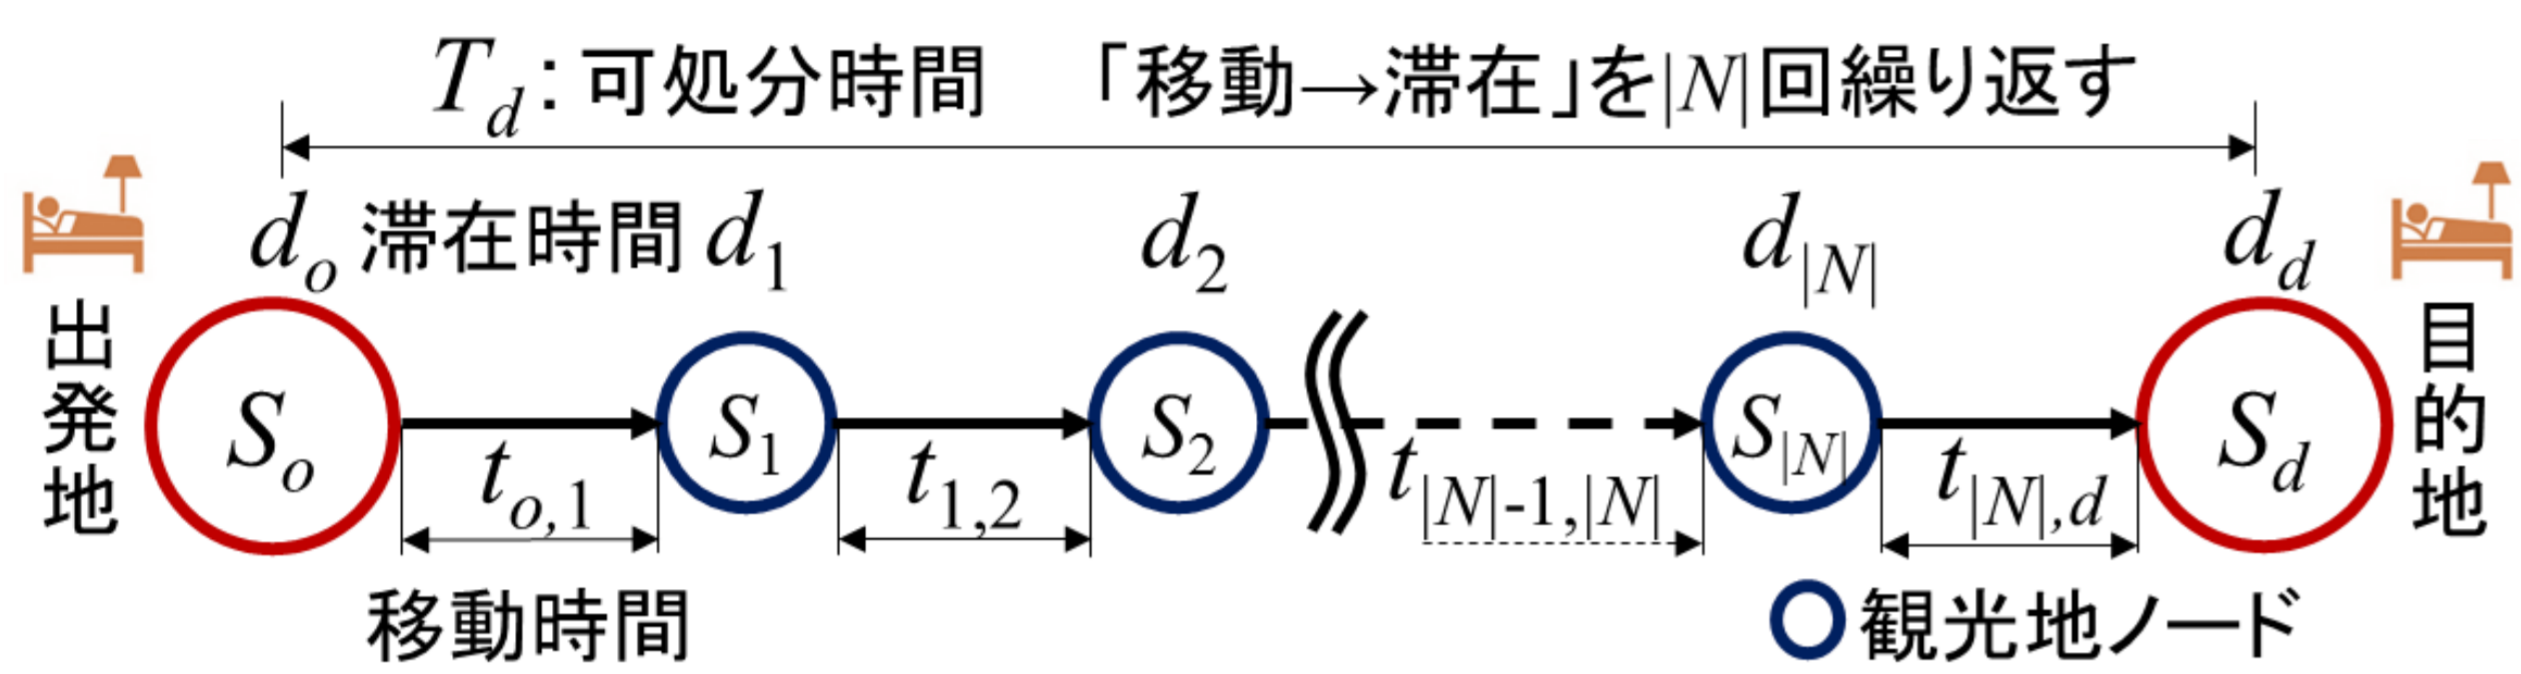 T_d：可処分時間　「移動→滞在」を|N|回繰り返す
d_o 滞在時間 d_1 d_2 d_|N| d_d
出発地
S_o S_1 S_2 S_|N| S_d
目的地
t_o,1 t_1,2 t_|N|-1,|N| t_|N|,d
移動時間
観光地ノード